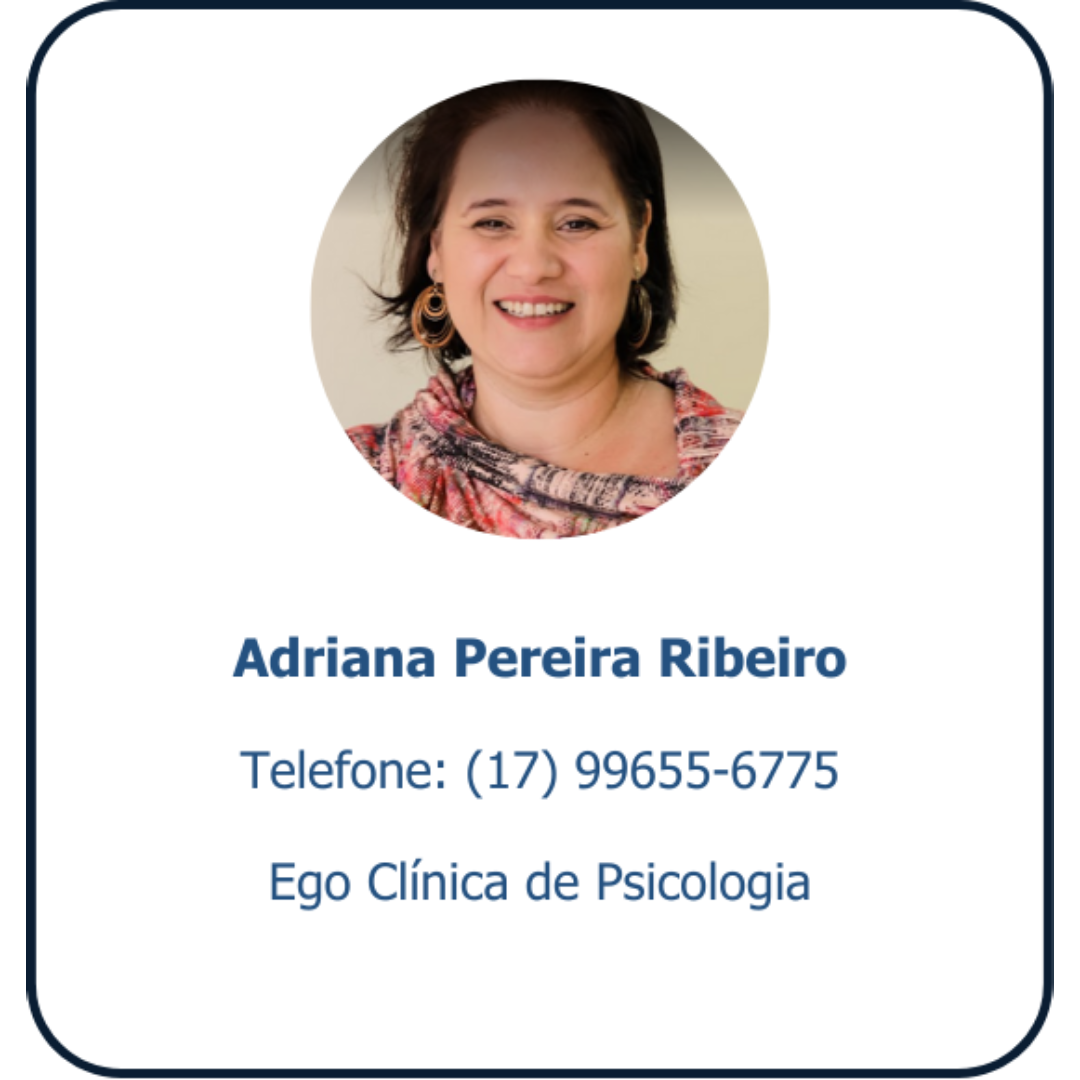 Adriana Pereira Ribeiro
Telefone: (17) 99655-6775
Ego Clínica de Psicologia